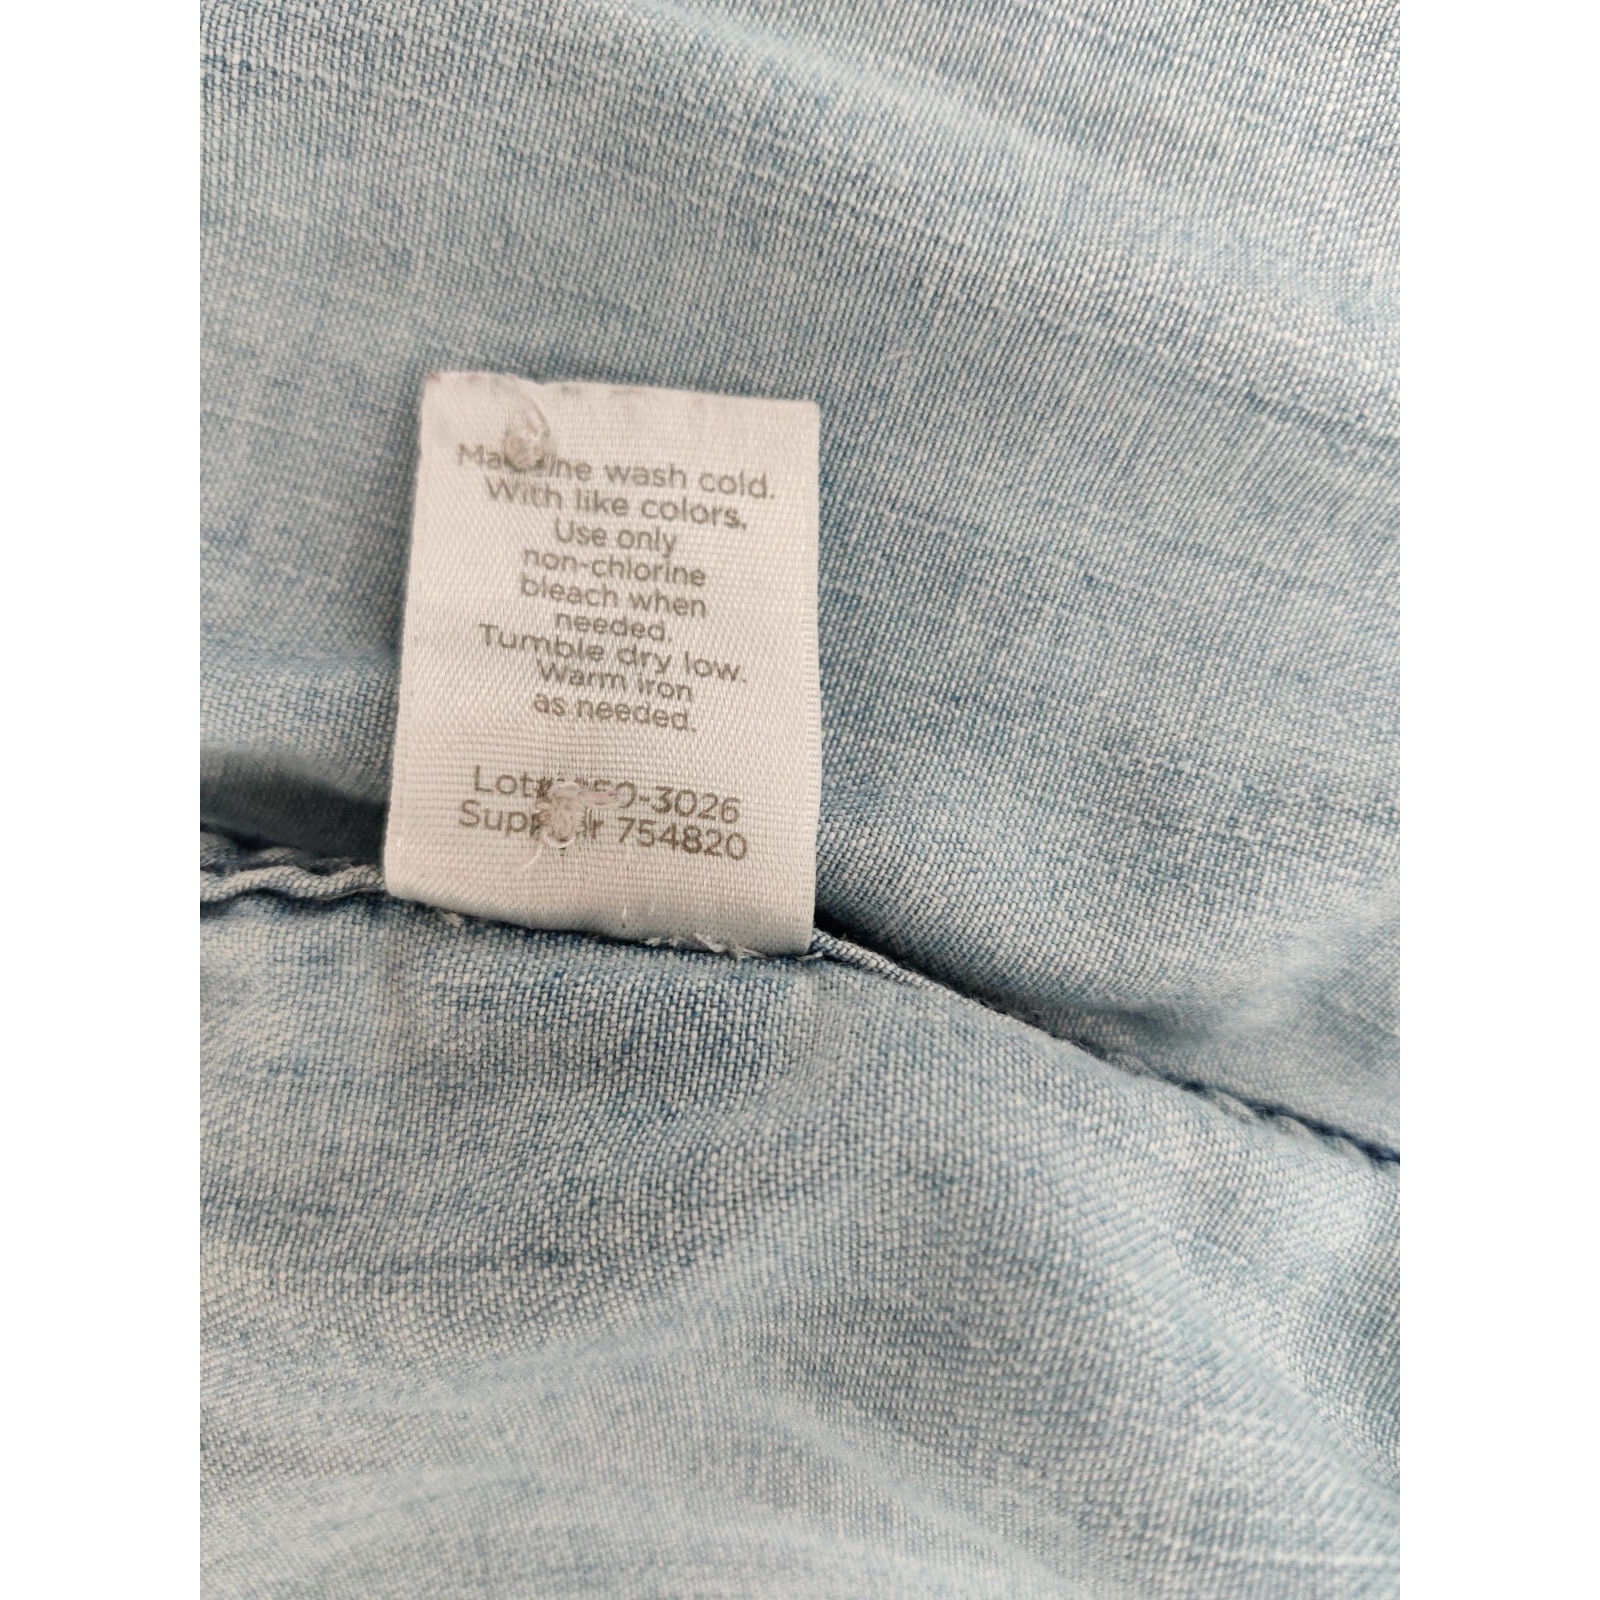 wash cold.
With like colors.
Use only
non-chlorine
bleach when
needed.
Tumble dry low.
Warm iron
as needed.
754820